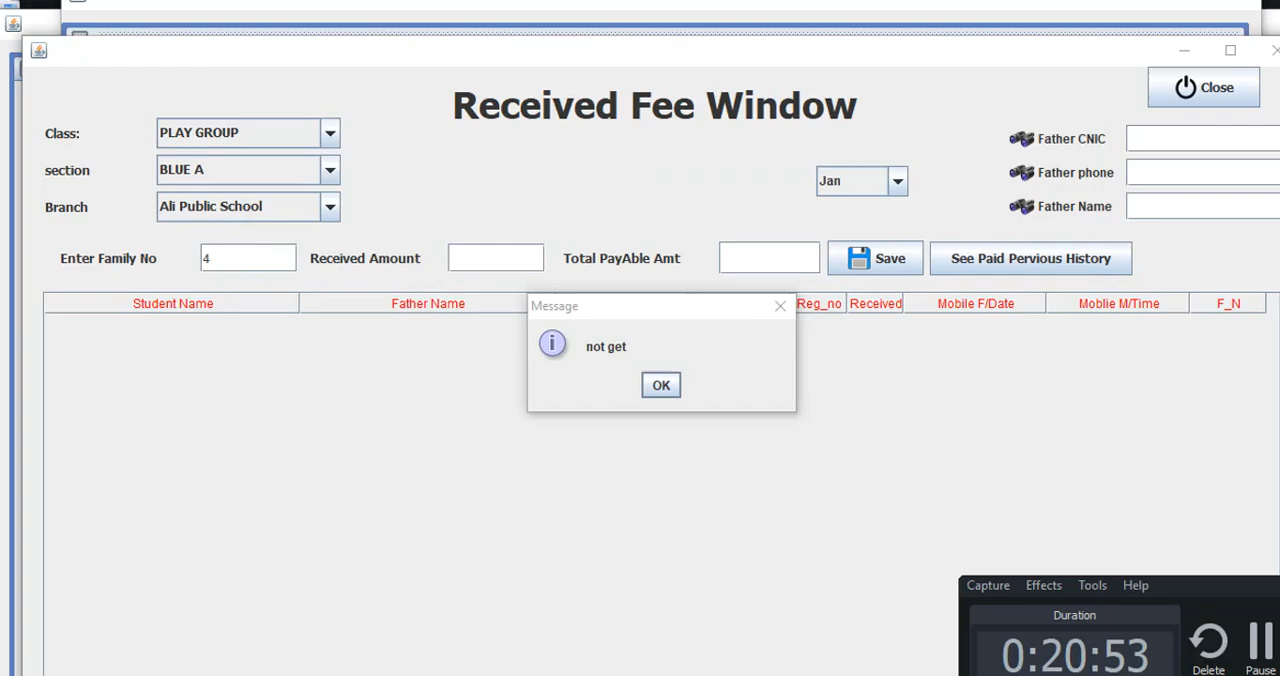 Close
Received Fee Window
Class: PLAY GROUP
Father CNIC
section BLUE A
Jan
Father phone
Branch Ali Public School
Father Name
Enter Family No 4 Received Amount Total PayAble Amt Save See Paid Pervious History
Student Name Father Name Reg_no Received Mobile F/Date Moblie M/Time F_N
Message
not get
OK
Capture Effects Tools Help
Duration
0:20:53
Delete Pause